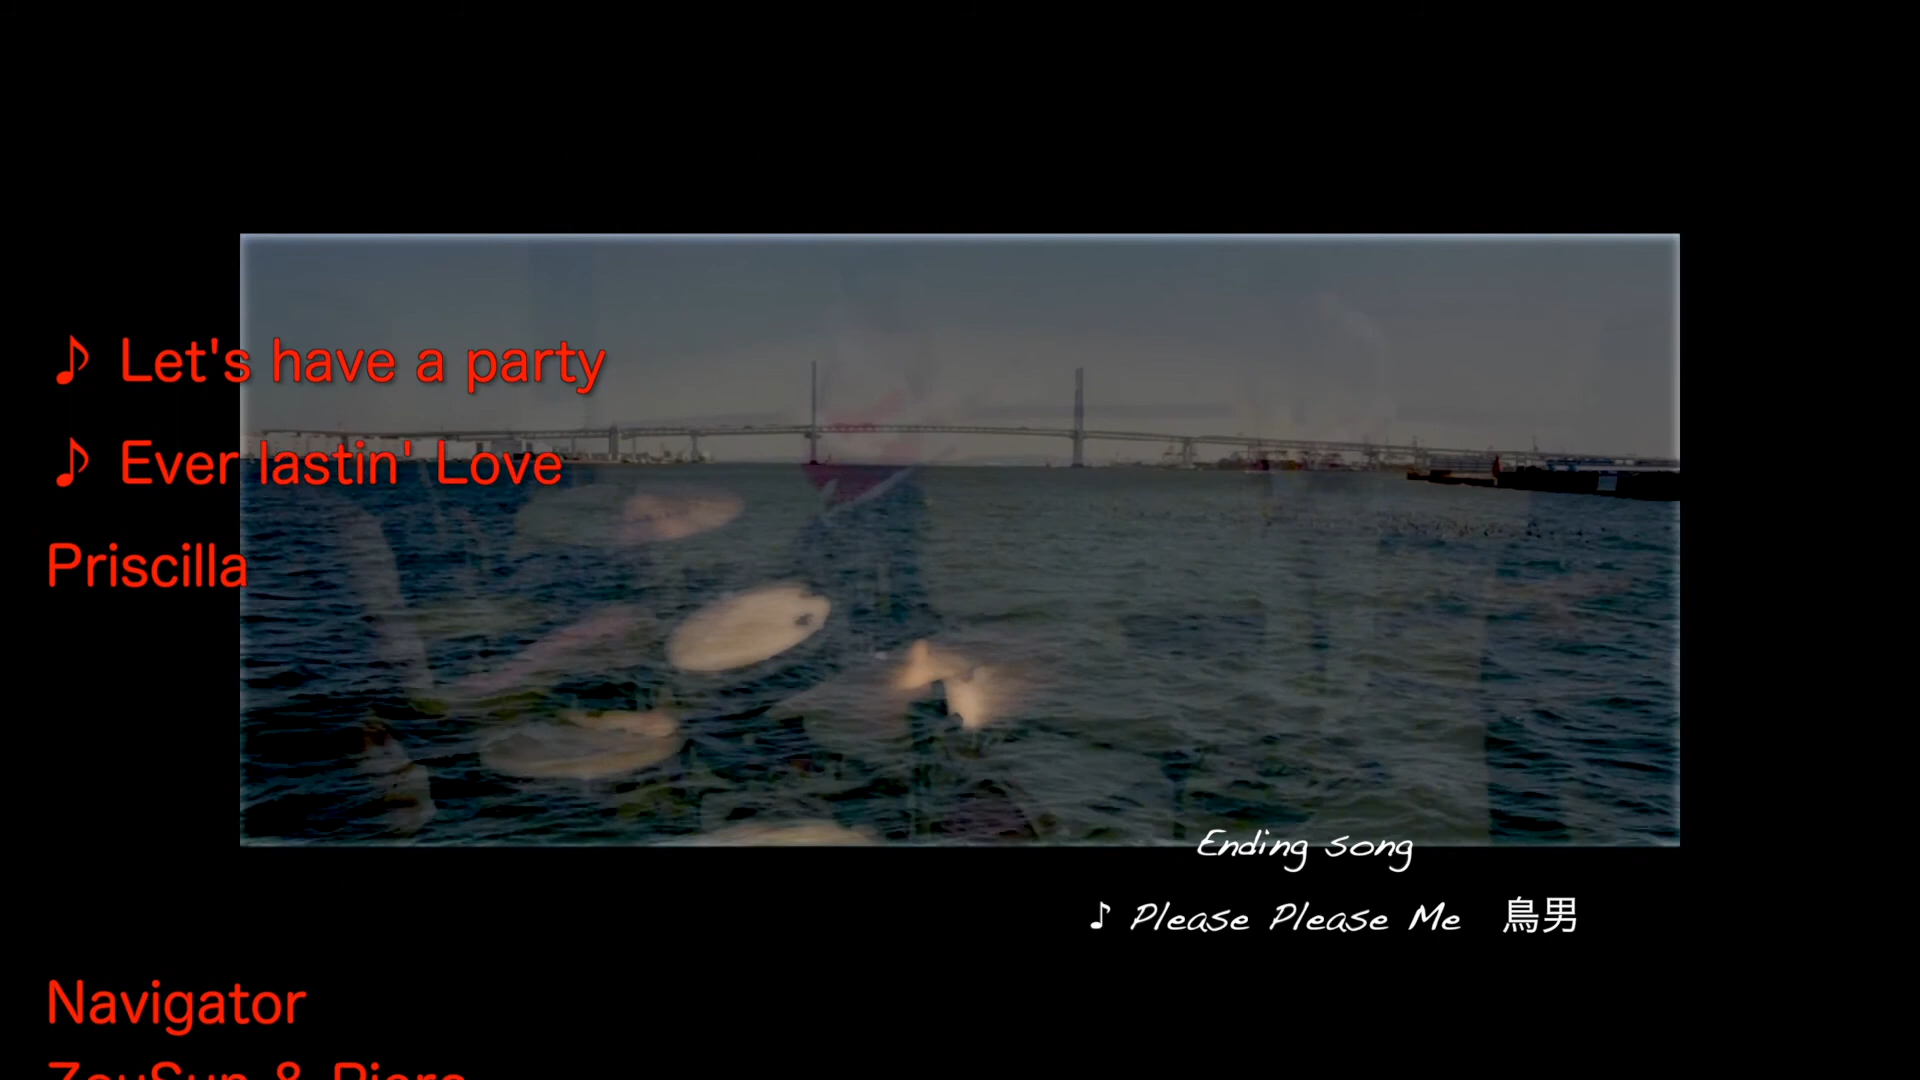 ♪ Let's have a party
♪ Ever lastin' Love
Priscilla
Ending song
♪ Please Please Me 鳥男
Navigator